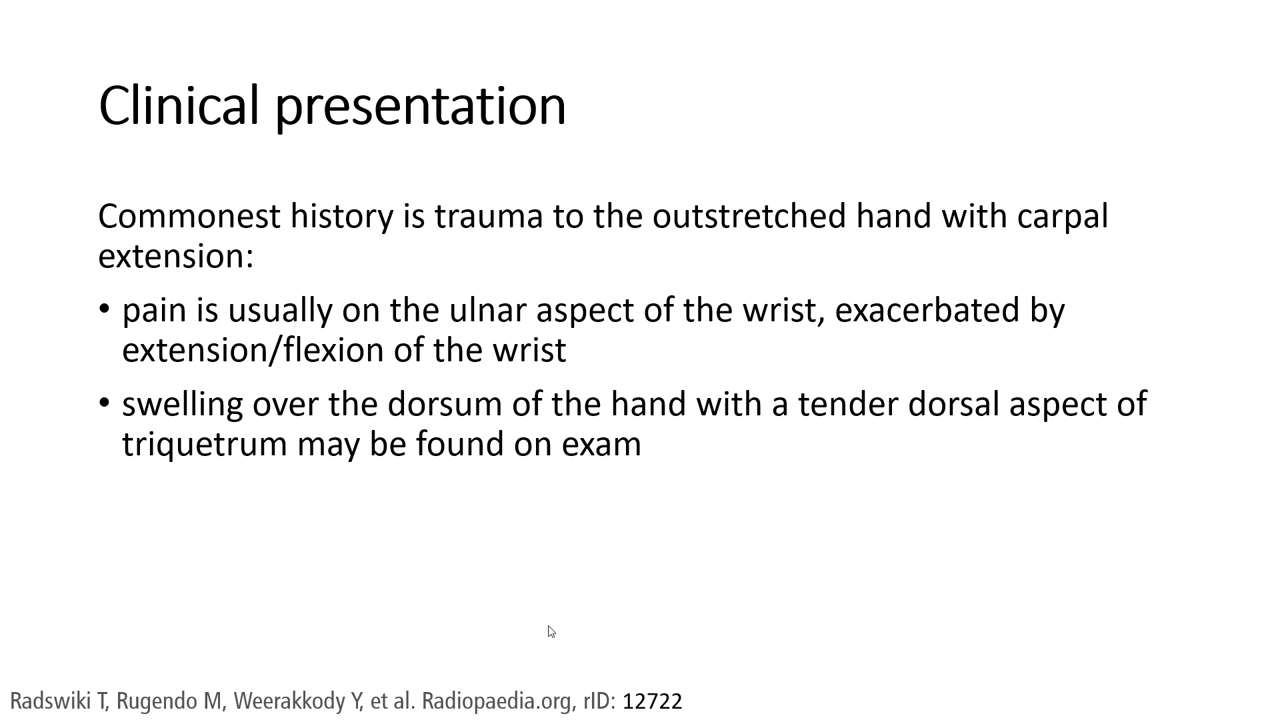 Clinical presentation
Commonest history is trauma to the outstretched hand with carpal
extension:
• pain is usually on the ulnar aspect of the wrist, exacerbated by
extension/flexion of the wrist
• swelling over the dorsum of the hand with a tender dorsal aspect of
triquetrum may be found on exam
Radswiki T, Rugendo M, Weerakkody Y, et al. Radiopaedia.org, rID: 12722